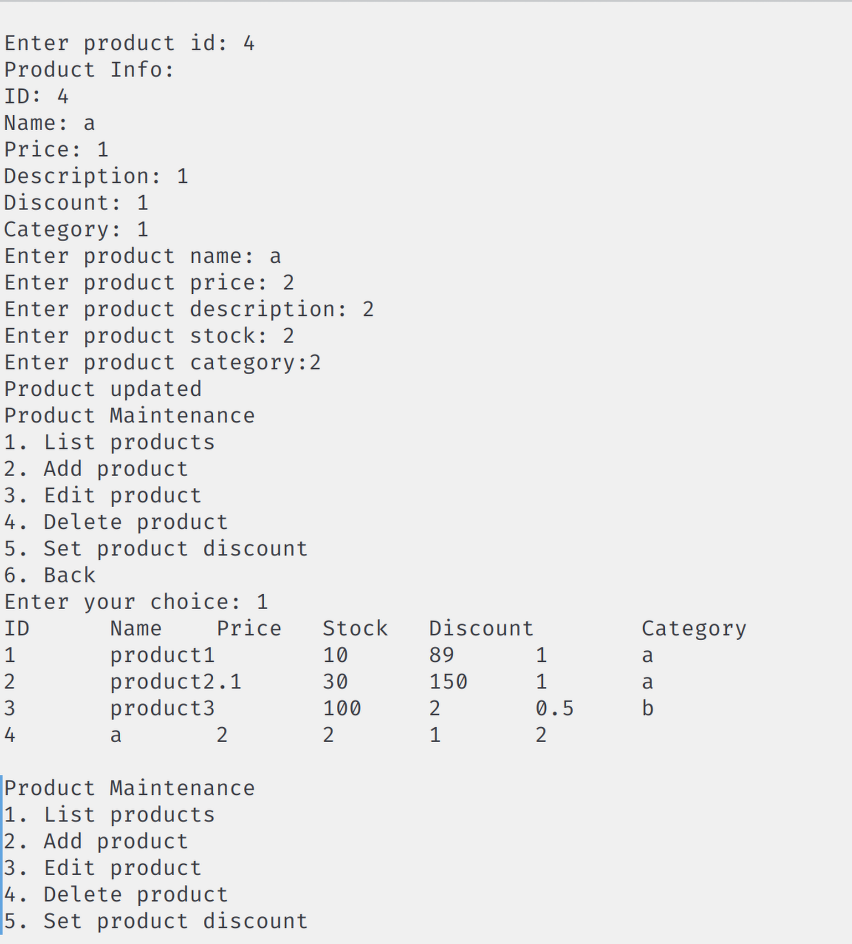 Enter product id: 4
Product Info:
ID: 4
Name: a
Price: 1
Description: 1
Discount: 1
Category: 1
Enter product name: a
Enter product price: 2
Enter product description: 2
Enter product stock: 2
Enter product category:2
Product updated
Product Maintenance
1. List products
2. Add product
3. Edit product
4. Delete product
5. Set product discount
6. Back
Enter your choice: 1
ID      Name    Price   Stock   Discount        Category
1       product1        10      89      1       a
2       product2.1      30      150     1       a
3       product3        100     2       0.5     b
4       a       2       2       1       2
Product Maintenance
1. List products
2. Add product
3. Edit product
4. Delete product
5. Set product discount